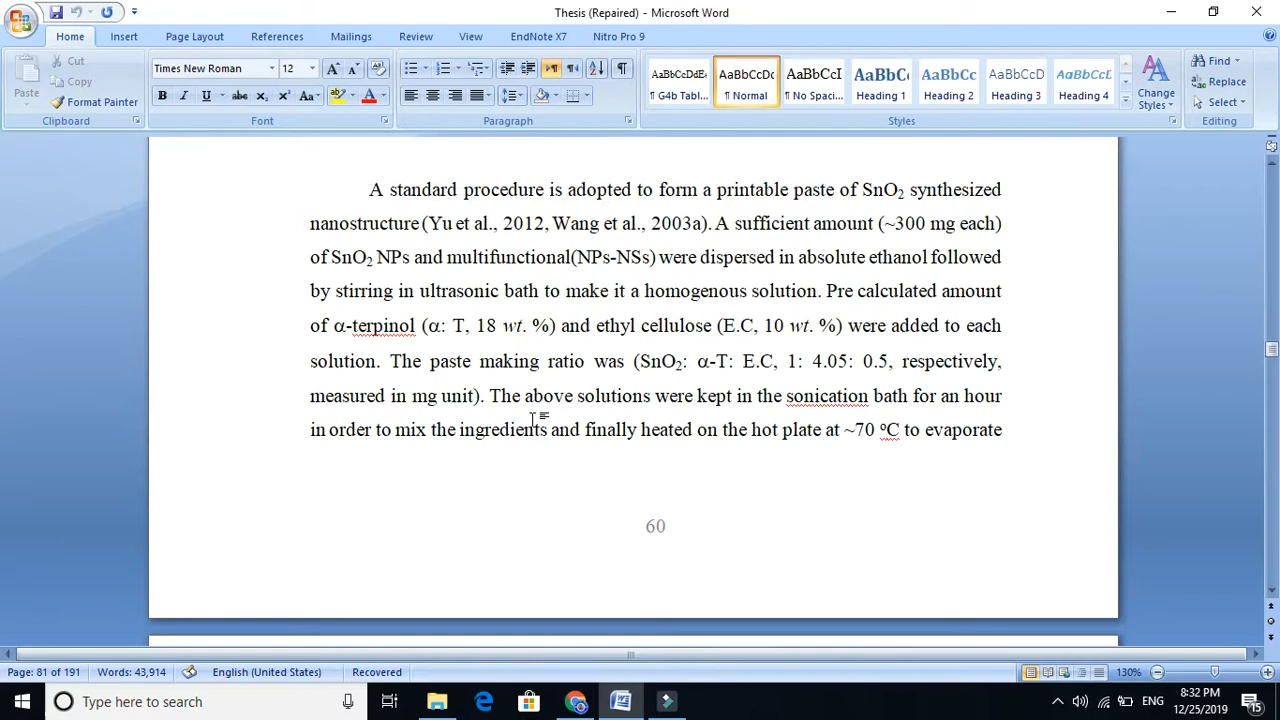 Thesis (Repaired) - Microsoft Word
Home Insert Page Layout References Mailings Review View EndNote X7 Nitro Pro 9
Paste
Cut
Copy
Format Painter
Clipboard
Times New Roman 12
Font
Paragraph
AaBbCcDdE AaBbCcDc AaBbCcI AaBbC AaBbCc AaBbCcD AaBbCcL
¶ G4b Tabl... ¶ Normal ¶ No Spaci... Heading 1 Heading 2 Heading 3 Heading 4
Change Styles
Styles
Find
Replace
Select
Editing
A standard procedure is adopted to form a printable paste of SnO₂ synthesized
nanostructure (Yu et al., 2012, Wang et al., 2003a). A sufficient amount (~300 mg each)
of SnO₂ NPs and multifunctional(NPs-NSs) were dispersed in absolute ethanol followed
by stirring in ultrasonic bath to make it a homogenous solution. Pre calculated amount
of α-terpinol (α: T, 18 wt. %) and ethyl cellulose (E.C, 10 wt. %) were added to each
solution. The paste making ratio was (SnO₂: α-T: E.C, 1: 4.05: 0.5, respectively,
measured in mg unit). The above solutions were kept in the sonication bath for an hour
in order to mix the ingredients and finally heated on the hot plate at ~70 ºC to evaporate
60
Page: 81 of 191 Words: 43,914 English (United States) Recovered 130%
Type here to search
ENG
8:32 PM
12/25/2019
15